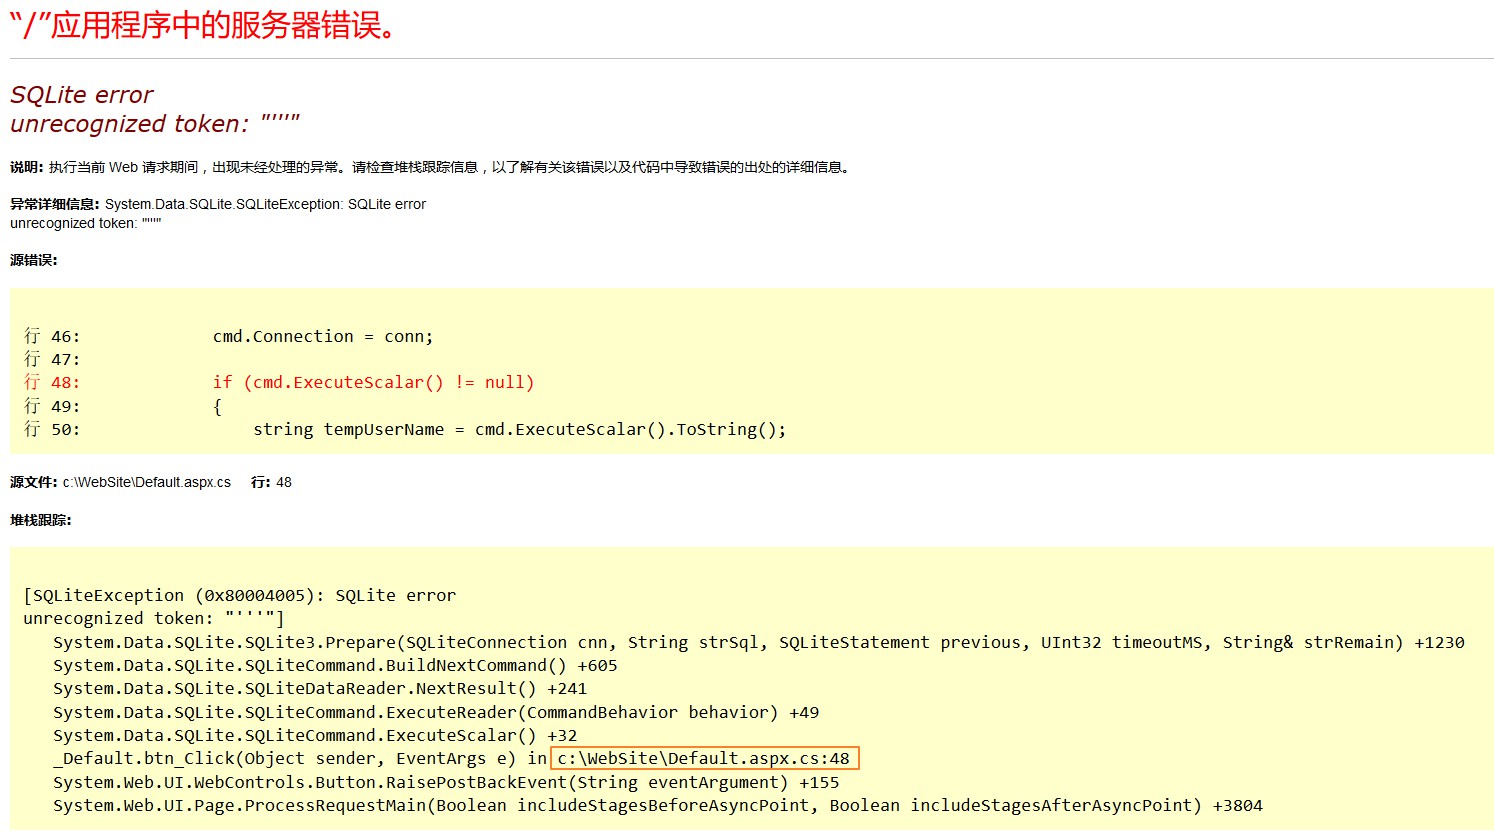 “/”应用程序中的服务器错误。
SQLite error
unrecognized token: "'''"
说明: 执行当前 Web 请求期间，出现未经处理的异常。请检查堆栈跟踪信息，以了解有关该错误以及代码中导致错误的出处的详细信息。
异常详细信息: System.Data.SQLite.SQLiteException: SQLite error
unrecognized token: "'''"
源错误:
行 46:             cmd.Connection = conn;
行 47:
行 48:             if (cmd.ExecuteScalar() != null)
行 49:             {
行 50:                 string tempUserName = cmd.ExecuteScalar().ToString();
源文件: c:\WebSite\Default.aspx.cs    行: 48
堆栈跟踪:
[SQLiteException (0x80004005): SQLite error
unrecognized token: "'''"]
   System.Data.SQLite.SQLite3.Prepare(SQLiteConnection cnn, String strSql, SQLiteStatement previous, UInt32 timeoutMS, String& strRemain) +1230
   System.Data.SQLite.SQLiteCommand.BuildNextCommand() +605
   System.Data.SQLite.SQLiteDataReader.NextResult() +241
   System.Data.SQLite.SQLiteCommand.ExecuteReader(CommandBehavior behavior) +49
   System.Data.SQLite.SQLiteCommand.ExecuteScalar() +32
   _Default.btn_Click(Object sender, EventArgs e) in c:\WebSite\Default.aspx.cs:48
   System.Web.UI.WebControls.Button.RaisePostBackEvent(String eventArgument) +155
   System.Web.UI.Page.ProcessRequestMain(Boolean includeStagesBeforeAsyncPoint, Boolean includeStagesAfterAsyncPoint) +3804